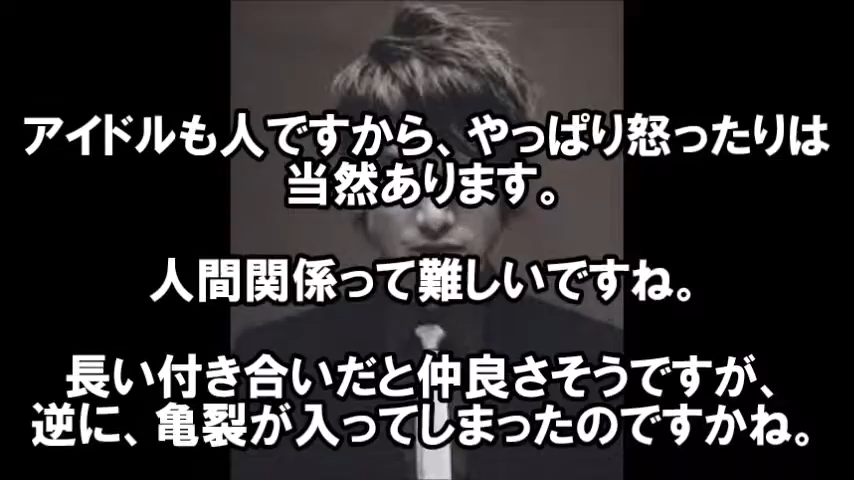 アイドルも人ですから、やっぱり怒ったりは
当然あります。
人間関係って難しいですね。
長い付き合いだと仲良さそうですが、
逆に、亀裂が入ってしまったのですかね。